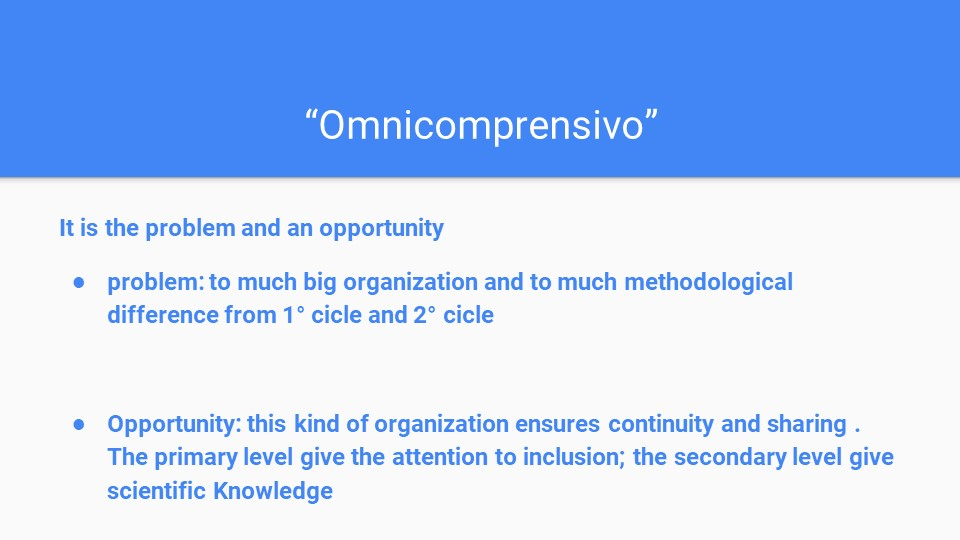 “Omnicomprensivo”
It is the problem and an opportunity
● problem: to much big organization and to much methodological
difference from 1° cicle and 2° cicle
● Opportunity: this kind of organization ensures continuity and sharing .
The primary level give the attention to inclusion; the secondary level give
scientific Knowledge